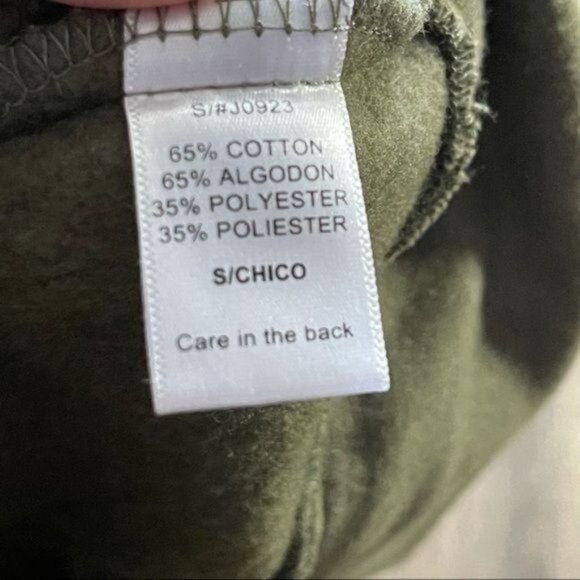 S/#J0923
65% COTTON
65% ALGODON
35% POLYESTER
35% POLIESTER
S/CHICO
Care in the back